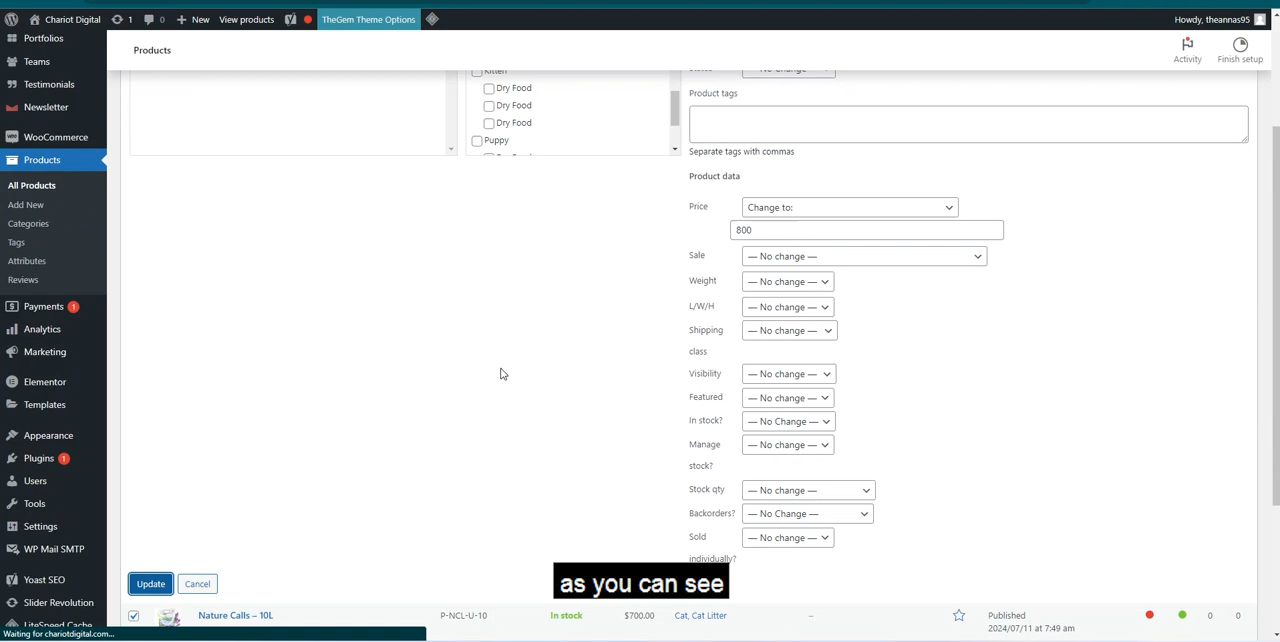 Chariot Digital 1 0 New View products TheGem Theme Options Howdy, theannas95
Portfolios
Teams
Testimonials
Newsletter
WooCommerce
Products
All Products
Add New
Categories
Tags
Attributes
Reviews
Payments 1
Analytics
Marketing
Elementor
Templates
Appearance
Plugins 1
Users
Tools
Settings
WP Mail SMTP
Yoast SEO
Slider Revolution
LiteSpeed Cache
Waiting for chariotdigital.com...
Products
Activity
Finish setup
Kitten
Dry Food
Dry Food
Dry Food
Puppy
— No Change —
Product tags
Separate tags with commas
Product data
Price Change to:
800
Sale — No change —
Weight — No change —
L/W/H — No change —
Shipping class — No change —
Visibility — No change —
Featured — No change —
In stock? — No Change —
Manage stock? — No change —
Stock qty — No change —
Backorders? — No Change —
Sold individually? — No change —
Update Cancel
as you can see
Nature Calls – 10L P-NCL-U-10 In stock $700.00 Cat, Cat Litter – Published 0 0
2024/07/11 at 7:49 am